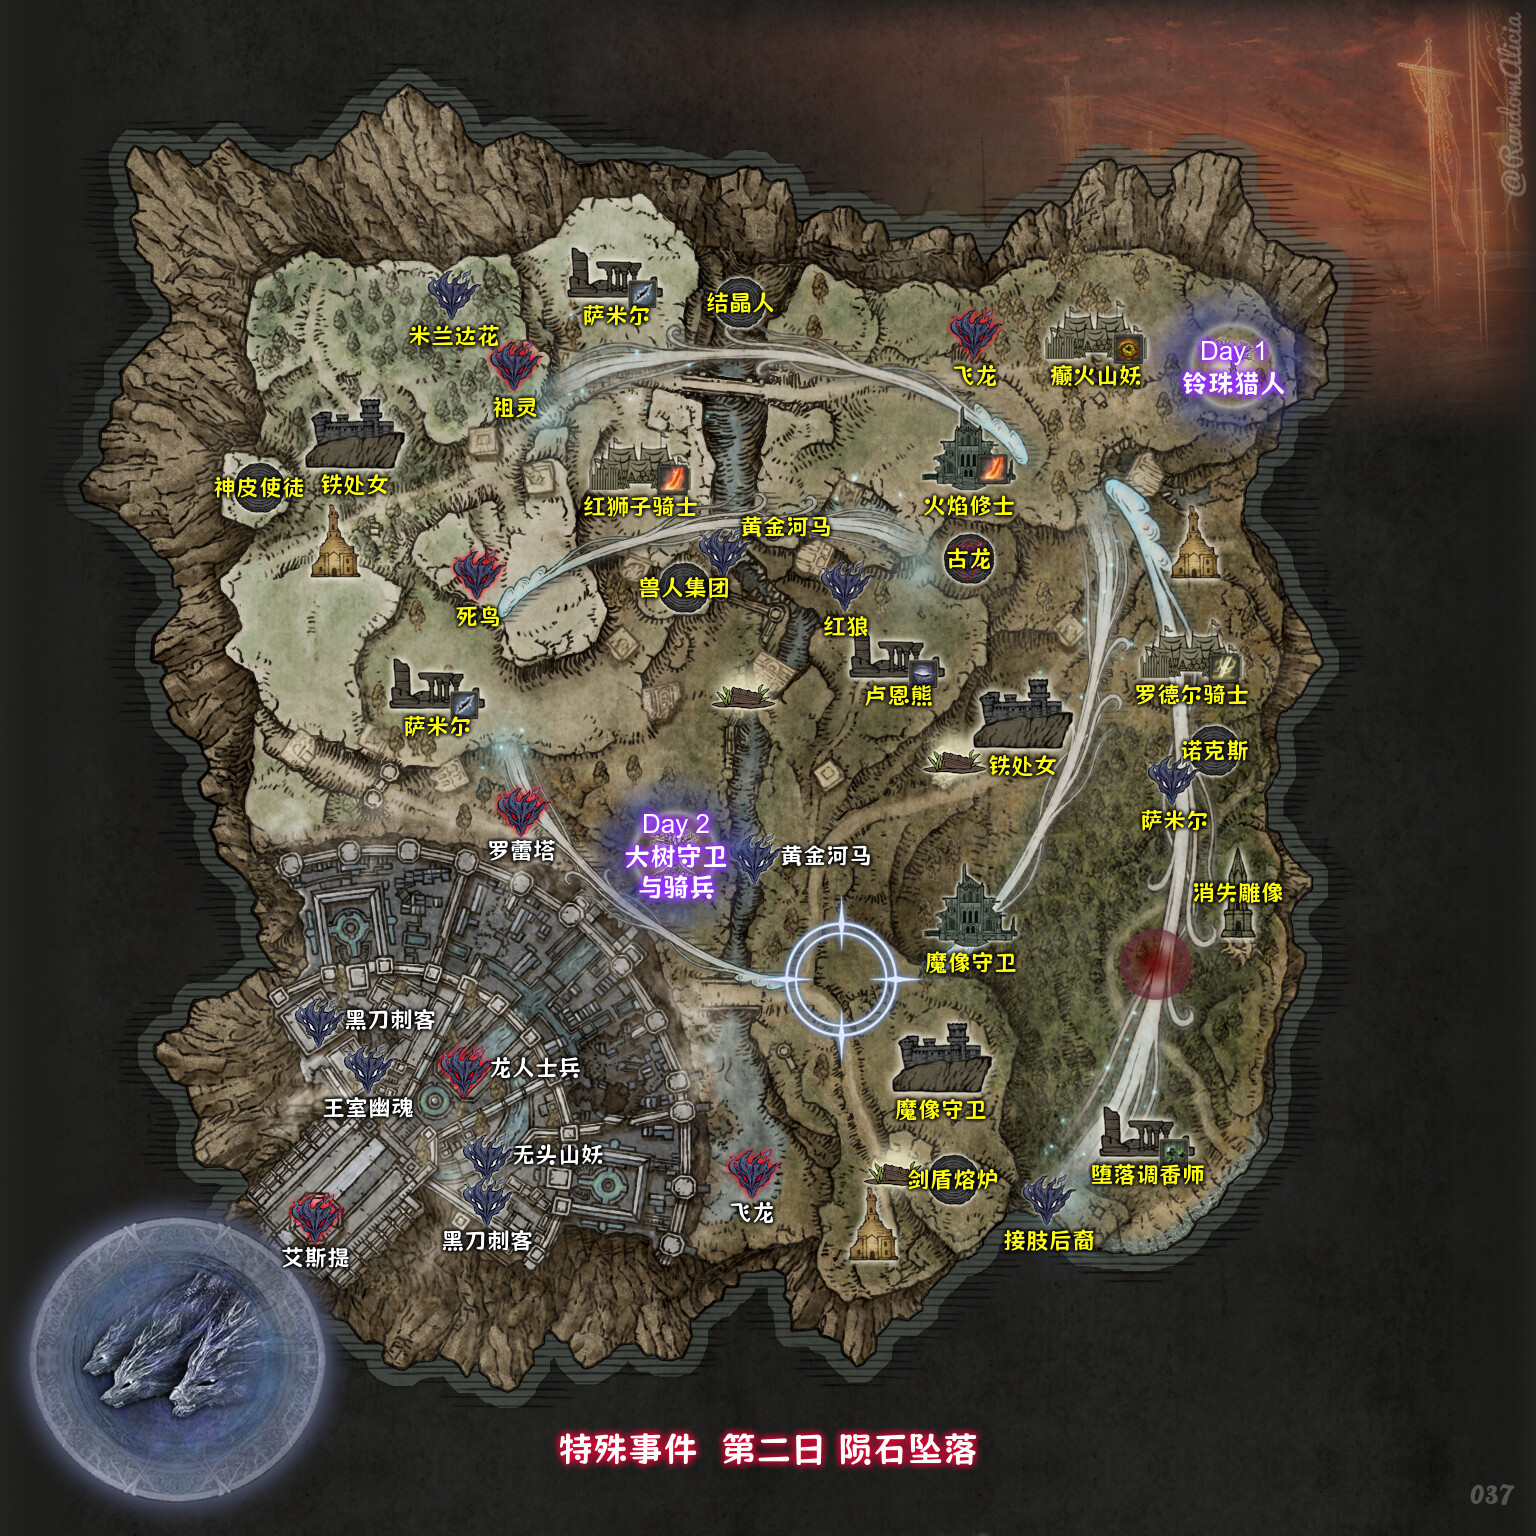 @RandomAlicia
结晶人
萨米尔
米兰达花
飞龙
癫火山妖
Day 1
铃珠猎人
祖灵
神皮使徒
铁处女
红狮子骑士
火焰修士
黄金河马
古龙
兽人集团
死鸟
红狼
卢恩熊
罗德尔骑士
萨米尔
诺克斯
铁处女
萨米尔
罗蕾塔
Day 2
大树守卫
与骑兵
黄金河马
消失雕像
魔像守卫
黑刀刺客
龙人士兵
王室幽魂
魔像守卫
无头山妖
剑盾熔炉
堕落调香师
飞龙
黑刀刺客
接肢后裔
艾斯提
特殊事件 第二日 陨石坠落
037